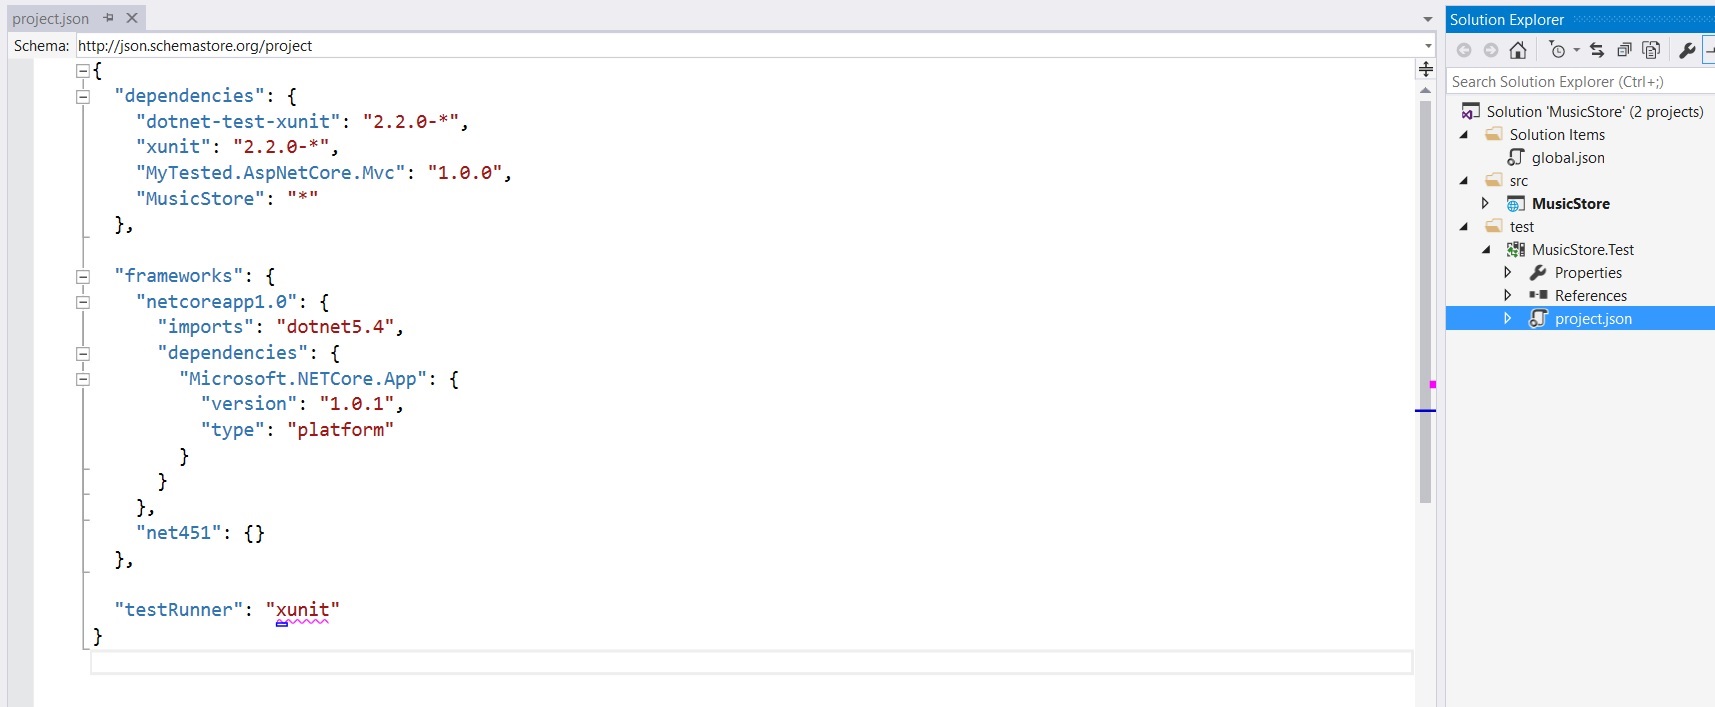 project.json
Schema: http://json.schemastore.org/project
{
  "dependencies": {
    "dotnet-test-xunit": "2.2.0-*",
    "xunit": "2.2.0-*",
    "MyTested.AspNetCore.Mvc": "1.0.0",
    "MusicStore": "*"
  },
  "frameworks": {
    "netcoreapp1.0": {
      "imports": "dotnet5.4",
      "dependencies": {
        "Microsoft.NETCore.App": {
          "version": "1.0.1",
          "type": "platform"
        }
      }
    },
    "net451": {}
  },
  "testRunner": "xunit"
}
Solution Explorer
Search Solution Explorer (Ctrl+;)
Solution 'MusicStore' (2 projects)
Solution Items
global.json
src
MusicStore
test
MusicStore.Test
Properties
References
project.json